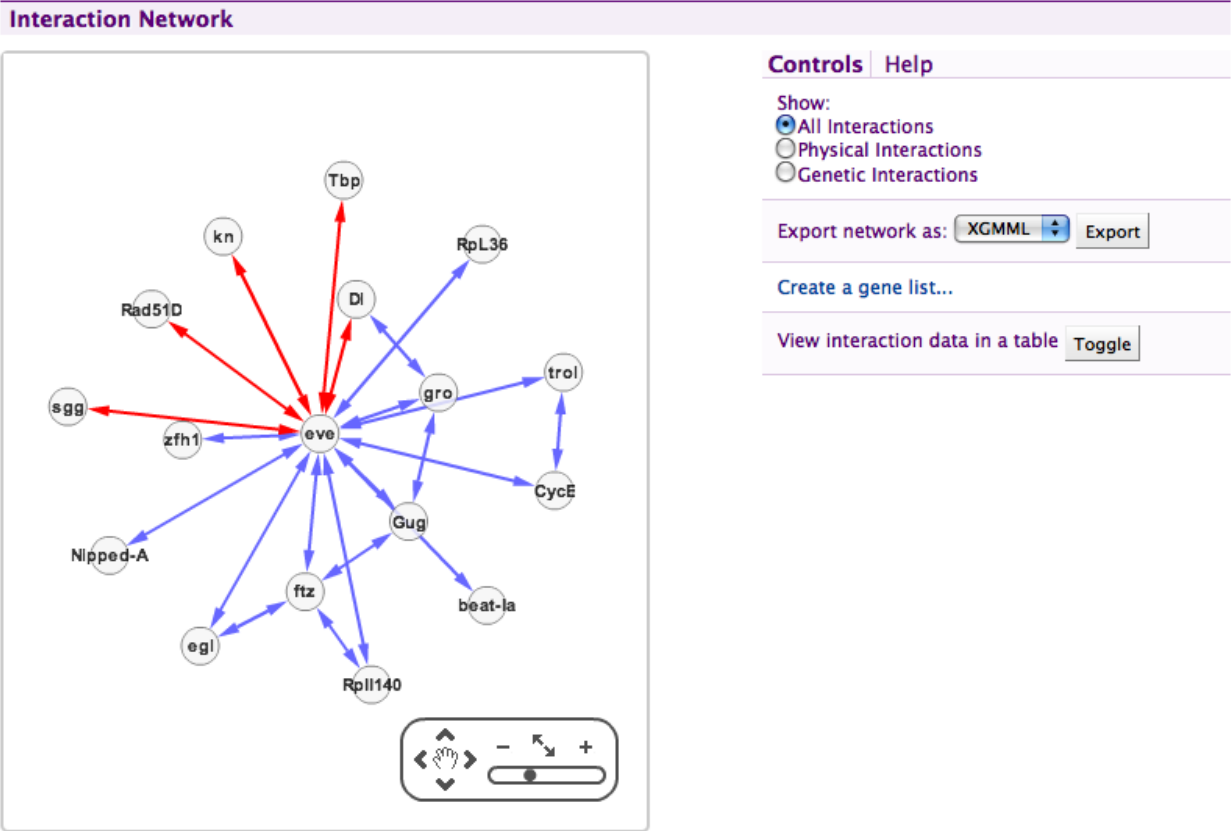 Interaction Network
Controls
Help
Show:
All Interactions
Physical Interactions
Genetic Interactions
Export network as:
XGMML
Export
Create a gene list...
View interaction data in a table
Toggle
Tbp
kn
RpL36
Dl
Rad51D
trol
gro
sgg
eve
zfh1
CycE
Gug
Nipped-A
ftz
beat-Ia
egl
RpII140
- +